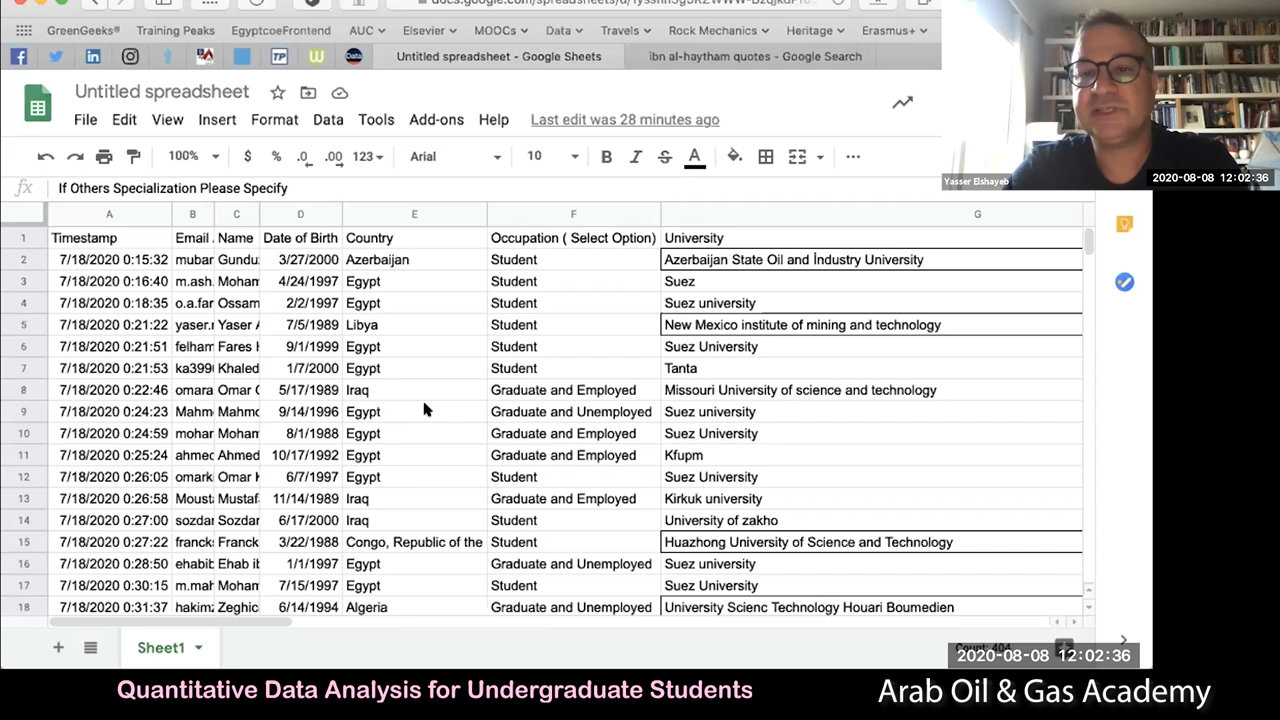 GreenGeeks Training Peaks EgyptcoeFrontend AUC Elsevier MOOCs Data Travels Rock Mechanics Heritage Erasmus+
Untitled spreadsheet - Google Sheets ibn al-haytham quotes - Google Search
Untitled spreadsheet
File Edit View Insert Format Data Tools Add-ons Help Last edit was 28 minutes ago
100% $ % .0 .00 123 Arial 10 B I S A
Yasser Elshayeb 2020-08-08 12:02:36
fx If Others Specialization Please Specify
A B C D E F G
1 Timestamp Email Name Date of Birth Country Occupation ( Select Option) University
2 7/18/2020 0:15:32 mubar Gundu 3/27/2000 Azerbaijan Student Azerbaijan State Oil and İndustry University
3 7/18/2020 0:16:40 m.ash. Moham 4/24/1997 Egypt Student Suez
4 7/18/2020 0:18:35 o.a.far Ossam 2/2/1997 Egypt Student Suez university
5 7/18/2020 0:21:22 yaser.r Yaser A 7/5/1989 Libya Student New Mexico institute of mining and technology
6 7/18/2020 0:21:51 felham Fares 9/1/1999 Egypt Student Suez University
7 7/18/2020 0:21:53 ka399 Khaled 1/7/2000 Egypt Student Tanta
8 7/18/2020 0:22:46 omara Omar 5/17/1989 Iraq Graduate and Employed Missouri University of science and technology
9 7/18/2020 0:24:23 Mahm Mahm 9/14/1996 Egypt Graduate and Unemployed Suez university
10 7/18/2020 0:24:59 mohar Moham 8/1/1988 Egypt Graduate and Employed Suez University
11 7/18/2020 0:25:24 ahmed Ahmed 10/17/1992 Egypt Graduate and Employed Kfupm
12 7/18/2020 0:26:05 omark Omar 6/7/1997 Egypt Student Suez University
13 7/18/2020 0:26:58 Moust Mustaf 11/14/1989 Iraq Graduate and Employed Kirkuk university
14 7/18/2020 0:27:00 sozdar Sozdar 6/17/2000 Iraq Student University of zakho
15 7/18/2020 0:27:22 franck Franck 3/22/1988 Congo, Republic of the Student Huazhong University of Science and Technology
16 7/18/2020 0:28:50 ehabib Ehab ib 1/1/1997 Egypt Graduate and Unemployed Suez university
17 7/18/2020 0:30:15 m.mah Moham 7/15/1997 Egypt Student Suez University
18 7/18/2020 0:31:37 hakimz Zeghic 6/14/1994 Algeria Graduate and Unemployed University Scienc Technology Houari Boumedien
Sheet1
2020-08-08 12:02:36
Quantitative Data Analysis for Undergraduate Students Arab Oil & Gas Academy